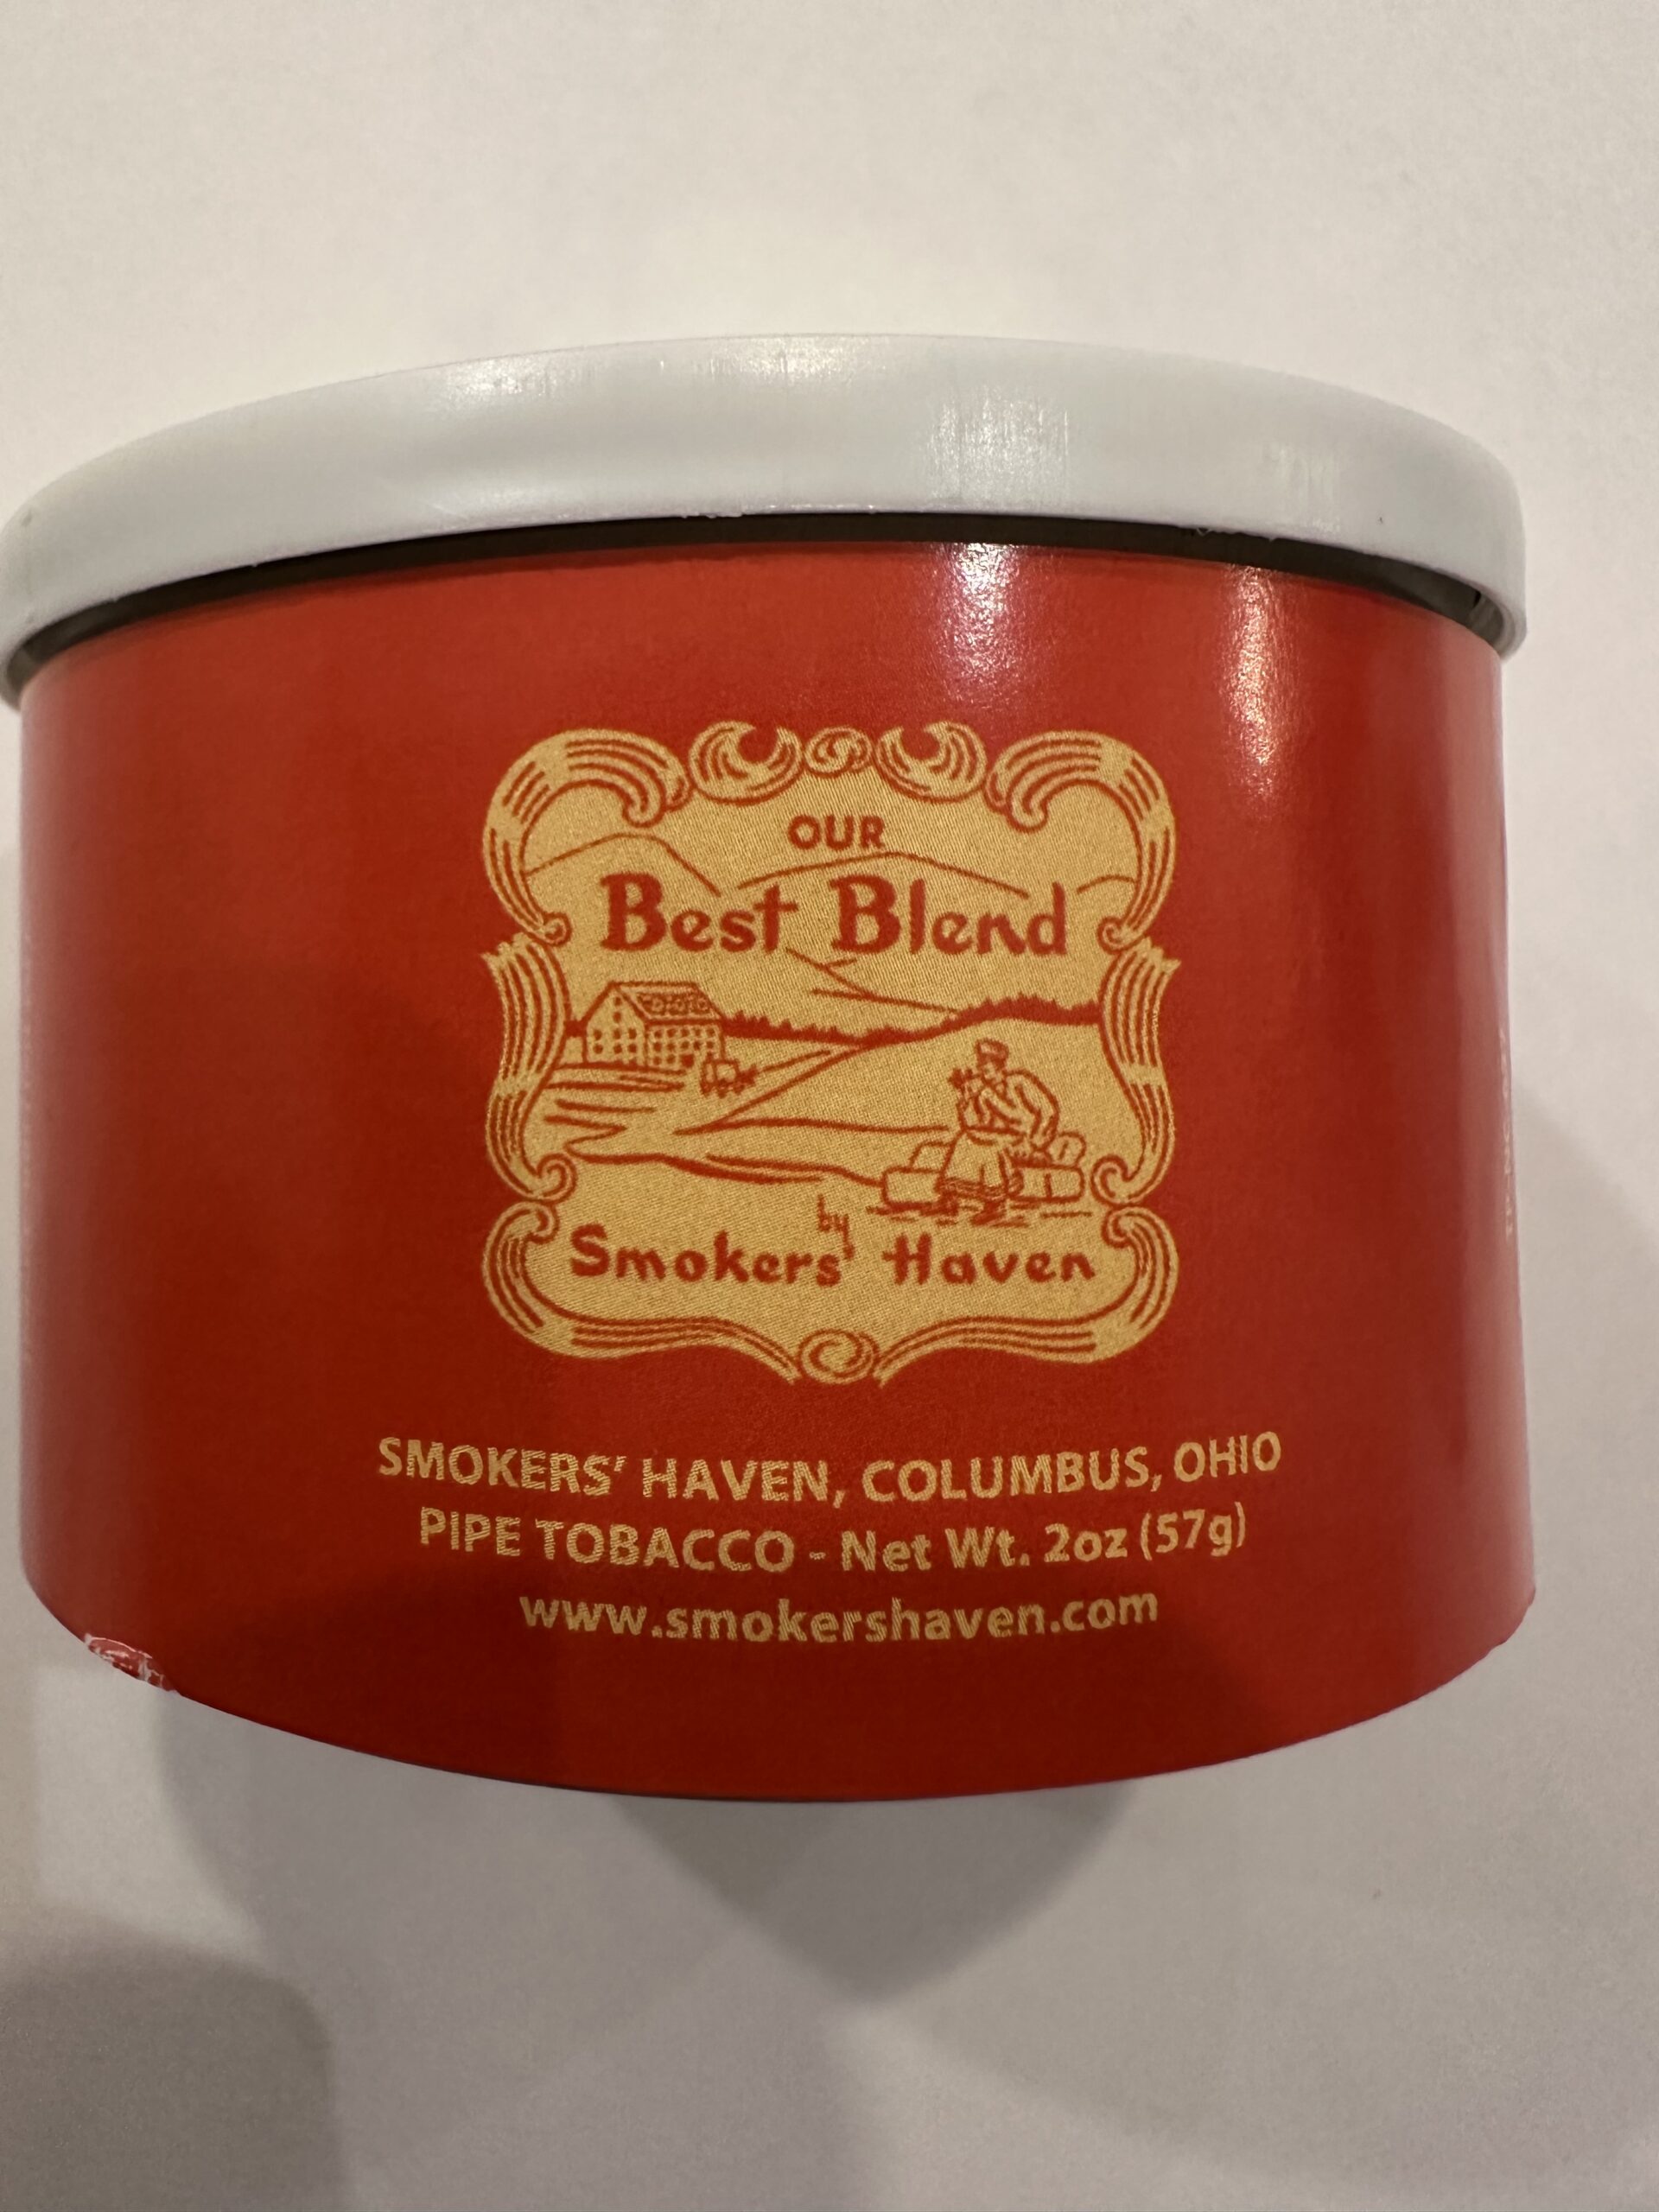 OUR
Best Blend
by
Smokers' Haven
SMOKERS' HAVEN, COLUMBUS, OHIO
PIPE TOBACCO - Net Wt. 2oz (57g)
www.smokershaven.com